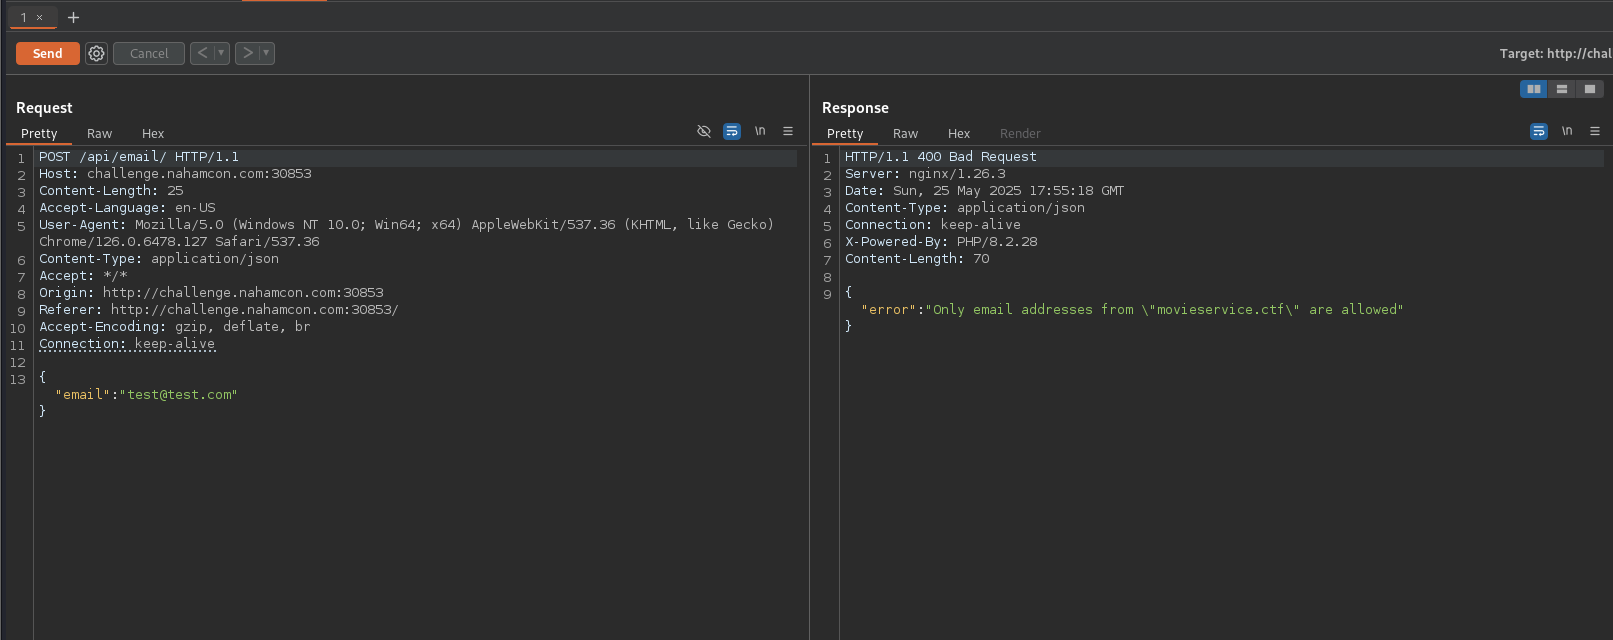 1 × +
Send Cancel < ▾ > ▾ Target: http://chal
Request
Pretty Raw Hex \n
1 POST /api/email/ HTTP/1.1
2 Host: challenge.nahamcon.com:30853
3 Content-Length: 25
4 Accept-Language: en-US
5 User-Agent: Mozilla/5.0 (Windows NT 10.0; Win64; x64) AppleWebKit/537.36 (KHTML, like Gecko)
Chrome/126.0.6478.127 Safari/537.36
6 Content-Type: application/json
7 Accept: */*
8 Origin: http://challenge.nahamcon.com:30853
9 Referer: http://challenge.nahamcon.com:30853/
10 Accept-Encoding: gzip, deflate, br
11 Connection: keep-alive
12
13 {
"email":"test@test.com"
}
Response
Pretty Raw Hex Render \n
1 HTTP/1.1 400 Bad Request
2 Server: nginx/1.26.3
3 Date: Sun, 25 May 2025 17:55:18 GMT
4 Content-Type: application/json
5 Connection: keep-alive
6 X-Powered-By: PHP/8.2.28
7 Content-Length: 70
8
9 {
"error":"Only email addresses from \"movieservice.ctf\" are allowed"
}